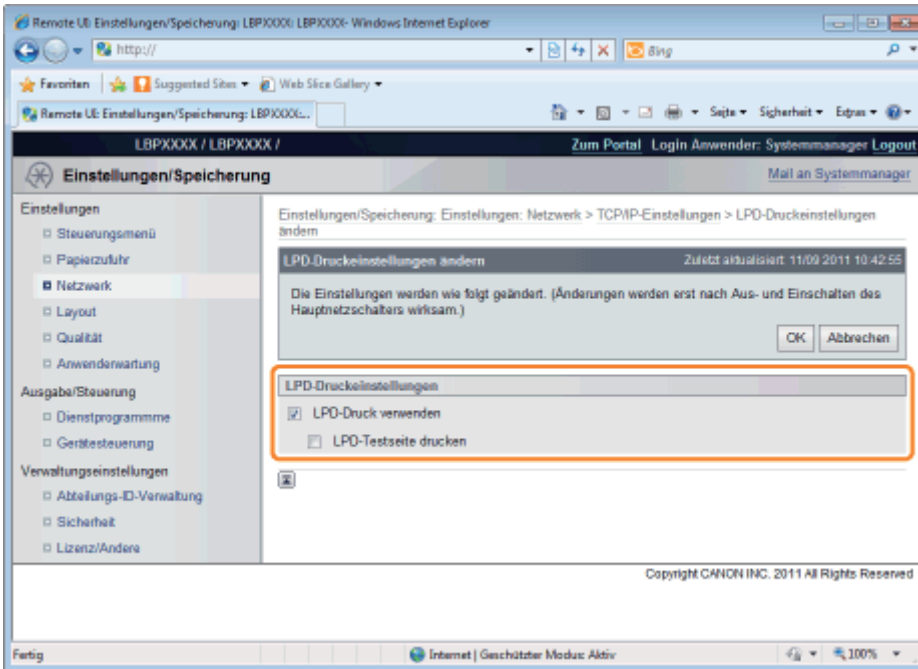 Remote UI: Einstellungen/Speicherung: LBPXXXX: LBPXXXX- Windows Internet Explorer
http://
Bing
Favoriten Suggested Sites Web Slice Gallery
Remote UI: Einstellungen/Speicherung: LBPXXXX:...
Seite Sicherheit Extras
LBPXXXX / LBPXXXX /
Zum Portal Login Anwender: Systemmanager Logout
Einstellungen/Speicherung
Mail an Systemmanager
Einstellungen
Steuerungsmenü
Papierzufuhr
Netzwerk
Layout
Qualität
Anwenderwartung
Ausgabe/Steuerung
Dienstprogrammme
Gerätesteuerung
Verwaltungseinstellungen
Abteilungs-ID-Verwaltung
Sicherheit
Lizenz/Andere
Einstellungen/Speicherung: Einstellungen: Netzwerk > TCP/IP-Einstellungen > LPD-Druckeinstellungen
ändern
LPD-Druckeinstellungen ändern
Zuletzt aktualisiert: 11/09 2011 10:42:55
Die Einstellungen werden wie folgt geändert. (Änderungen werden erst nach Aus- und Einschalten des
Hauptnetzschalters wirksam.)
OK Abbrechen
LPD-Druckeinstellungen
LPD-Druck verwenden
LPD-Testseite drucken
Copyright CANON INC. 2011 All Rights Reserved
Fertig
Internet | Geschützter Modus: Aktiv
100%